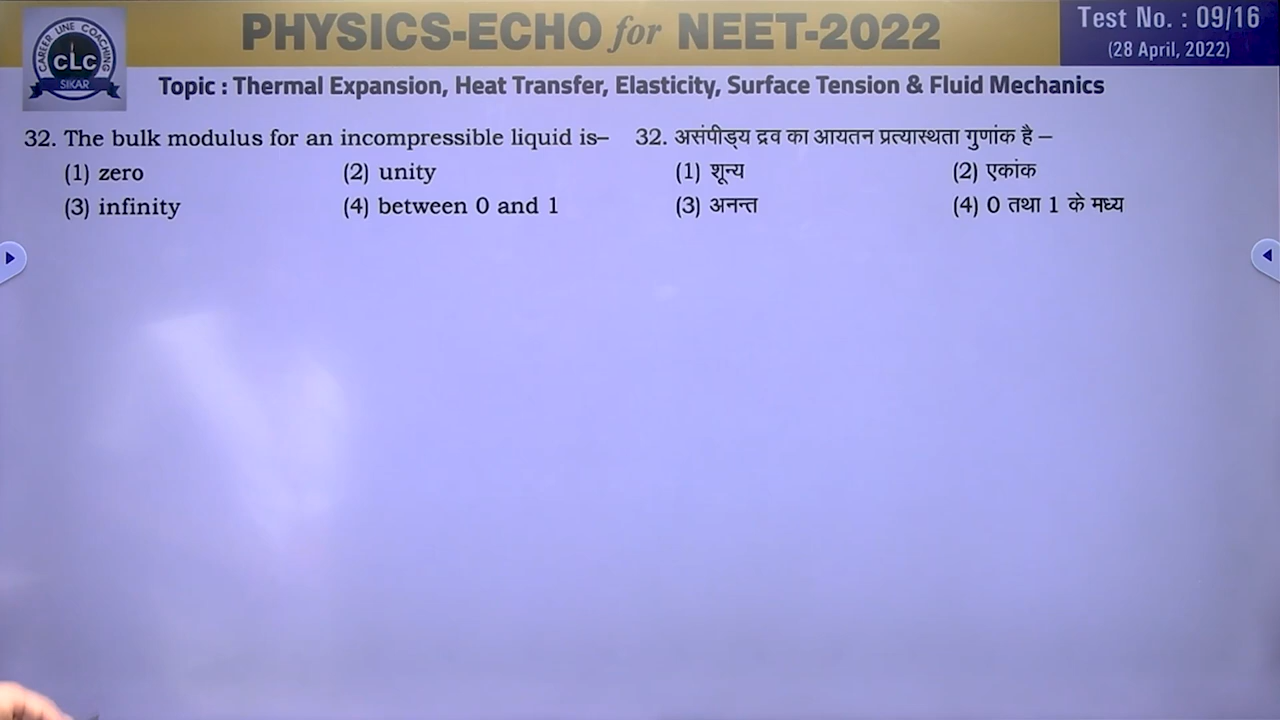 PHYSICS-ECHO for NEET-2022
Test No. : 09/16
(28 April, 2022)
CAREER LINE COACHING
CLC
SIKAR
Topic : Thermal Expansion, Heat Transfer, Elasticity, Surface Tension & Fluid Mechanics
32. The bulk modulus for an incompressible liquid is–
(1) zero (2) unity
(3) infinity (4) between 0 and 1
32. असंपीड्य द्रव का आयतन प्रत्यास्थता गुणांक है –
(1) शून्य (2) एकांक
(3) अनन्त (4) 0 तथा 1 के मध्य